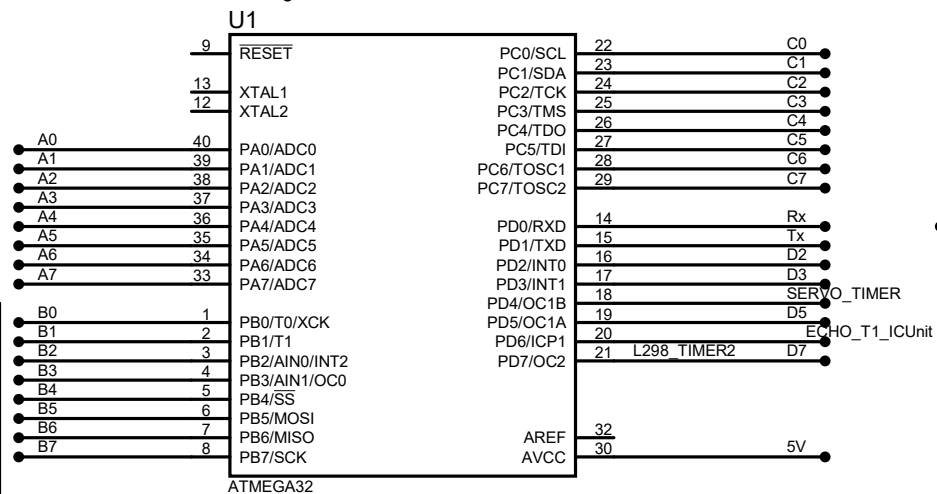 U1
9 RESET
13 XTAL1
12 XTAL2
A0 40 PA0/ADC0
A1 39 PA1/ADC1
A2 38 PA2/ADC2
A3 37 PA3/ADC3
A4 36 PA4/ADC4
A5 35 PA5/ADC5
A6 34 PA6/ADC6
A7 33 PA7/ADC7
B0 1 PB0/T0/XCK
B1 2 PB1/T1
B2 3 PB2/AIN0/INT2
B3 4 PB3/AIN1/OC0
B4 5 PB4/SS
B5 6 PB5/MOSI
B6 7 PB6/MISO
B7 8 PB7/SCK
PC0/SCL 22 C0
PC1/SDA 23 C1
PC2/TCK 24 C2
PC3/TMS 25 C3
PC4/TDO 26 C4
PC5/TDI 27 C5
PC6/TOSC1 28 C6
PC7/TOSC2 29 C7
PD0/RXD 14 Rx
PD1/TXD 15 Tx
PD2/INT0 16 D2
PD3/INT1 17 D3
PD4/OC1B 18 SERVO_TIMER
PD5/OC1A 19 D5
PD6/ICP1 20 ECHO_T1_ICUnit
PD7/OC2 21 L298_TIMER2 D7
AREF 32
AVCC 30 5V
ATMEGA32